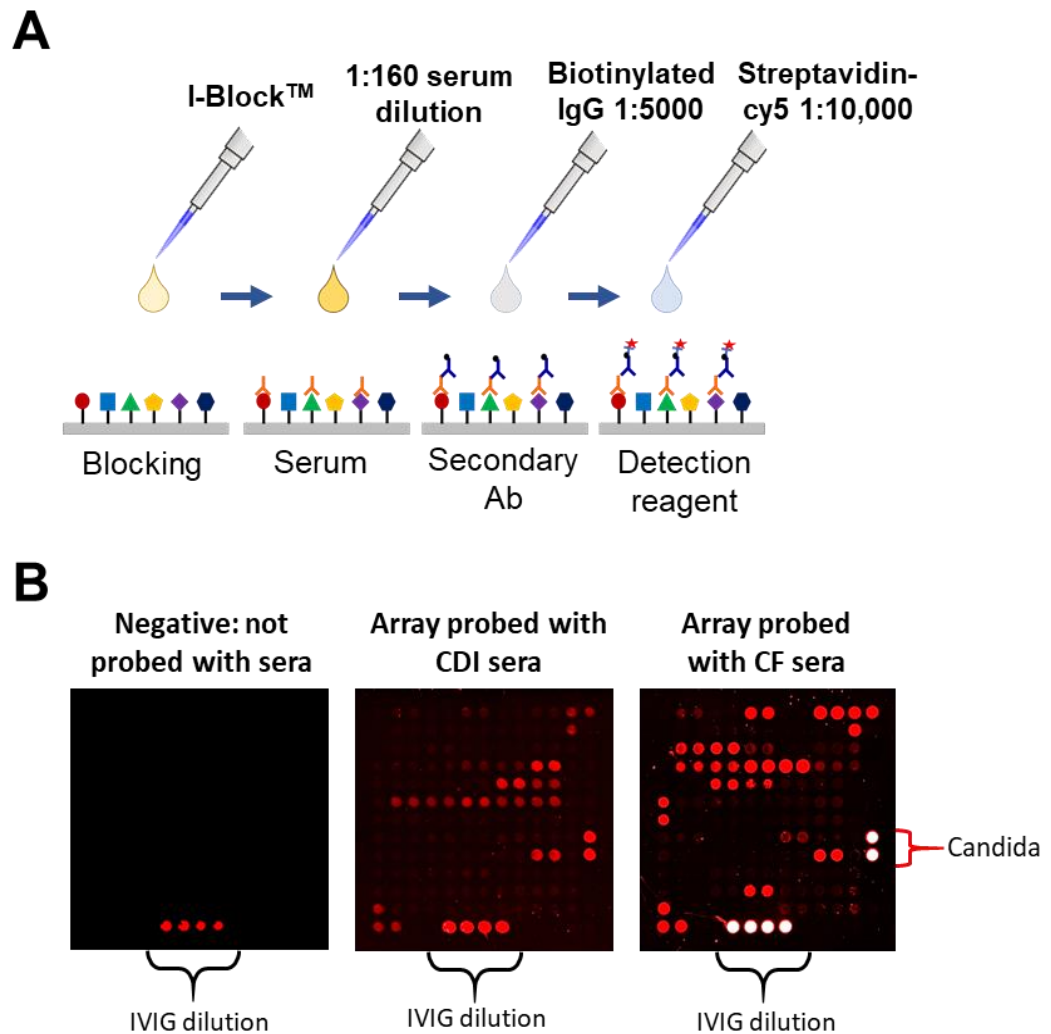 A
I-Block™
1:160 serum
dilution
Biotinylated
IgG 1:5000
Streptavidin-
cy5 1:10,000
Blocking
Serum
Secondary
Ab
Detection
reagent
B
Negative: not
probed with sera
Array probed with
CDI sera
Array probed
with CF sera
Candida
IVIG dilution
IVIG dilution
IVIG dilution